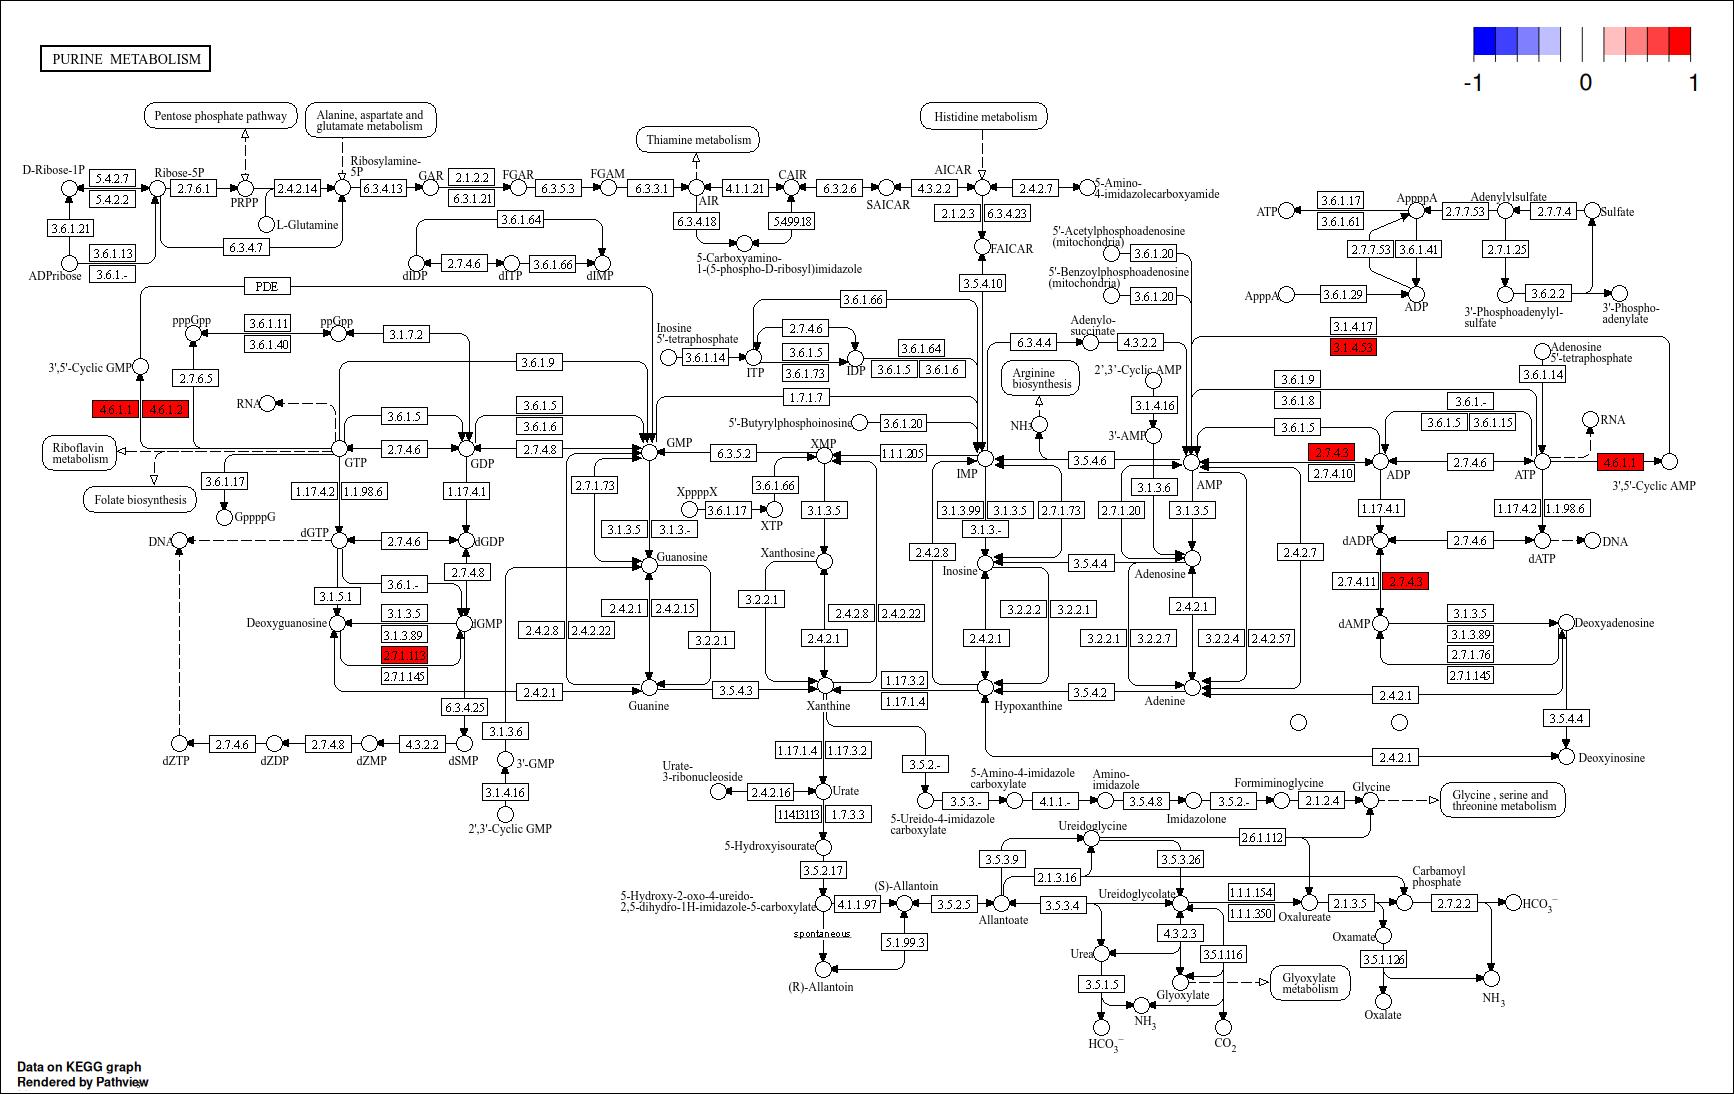 PURINE METABOLISM
-1 0 1
Pentose phosphate pathway
Alanine, aspartate and
glutamate metabolism
Thiamine metabolism
Histidine metabolism
D-Ribose-1P
5.4.2.7
5.4.2.2
Ribose-5P
2.7.6.1
PRPP
2.4.2.14
Ribosylamine-
5P
6.3.4.13
GAR
2.1.2.2
6.3.1.21
FGAR
6.3.5.3
FGAM
6.3.3.1
AIR
4.1.1.21
CAIR
6.3.2.6
SAICAR
4.3.2.2
AICAR
2.4.2.7
5-Amino-
4-imidazolecarboxyamide
3.6.1.21
ADPribose
3.6.1.13
3.6.1.-
L-Glutamine
6.3.4.7
3.6.1.64
dIDP
2.7.4.6
dITP
3.6.1.66
dIMP
6.3.4.18
5.4.99.18
5-Carboxyamino-
1-(5-phospho-D-ribosyl)imidazole
2.1.2.3
6.3.4.23
FAICAR
3.5.4.10
5'-Acetylphosphoadenosine
(mitochondria)
3.6.1.20
5'-Benzoylphosphoadenosine
(mitochondria)
3.6.1.20
ATP
3.6.1.17
3.6.1.61
AppppA
2.7.7.53
Adenylylsulfate
2.7.7.4
Sulfate
2.7.7.53
3.6.1.41
2.7.1.25
ApppA
3.6.1.29
ADP
3'-Phosphoadenylyl-
sulfate
3.6.2.2
3'-Phospho-
adenylate
PDE
pppGpp
3.6.1.11
3.6.1.40
ppGpp
3.1.7.2
3',5'-Cyclic GMP
2.7.6.5
3.6.1.9
4.6.1.1
4.6.1.2
RNA
3.6.1.5
3.6.1.5
3.6.1.6
Riboflavin
metabolism
GTP
2.7.4.6
GDP
2.7.4.8
GMP
Folate biosynthesis
3.6.1.17
GppppG
1.17.4.2
1.1.98.6
1.17.4.1
Inosine
5'-tetraphosphate
3.6.1.14
ITP
3.6.1.66
2.7.4.6
3.6.1.5
3.6.1.73
IDP
3.6.1.64
3.6.1.5
3.6.1.6
1.7.1.7
5'-Butyrylphosphoinosine
3.6.1.20
6.3.5.2
XMP
1.1.1.205
IMP
6.3.4.4
Adenylo-
succinate
4.3.2.2
Arginine
biosynthesis
NH3
2',3'-Cyclic AMP
3.1.4.16
3'-AMP
3.5.4.6
AMP
3.1.4.17
3.1.4.53
Adenosine
5'-tetraphosphate
3.6.1.14
3.6.1.9
3.6.1.8
3.6.1.5
3.6.1.-
3.6.1.5
3.6.1.15
RNA
2.7.4.3
2.7.4.10
ADP
2.7.4.6
ATP
4.6.1.1
3',5'-Cyclic AMP
2.7.1.73
3.1.3.5
3.1.3.-
XppppX
3.6.1.17
3.6.1.66
XTP
3.1.3.5
3.1.3.99
3.1.3.5
2.7.1.73
3.1.3.-
3.1.3.6
2.7.1.20
3.1.3.5
1.17.4.1
1.17.4.2
1.1.98.6
DNA
dGTP
2.7.4.6
dGDP
Guanosine
Xanthosine
2.4.2.8
Inosine
3.5.4.4
Adenosine
2.4.2.7
dADP
2.7.4.6
dATP
DNA
3.6.1.-
2.7.4.8
3.1.5.1
3.1.3.5
Deoxyguanosine
dGMP
3.1.3.89
2.7.1.113
2.7.1.145
2.4.2.1
2.4.2.15
2.4.2.8
2.4.2.22
3.2.2.1
3.2.2.1
2.4.2.8
2.4.2.22
2.4.2.1
3.2.2.2
3.2.2.1
2.4.2.1
2.4.2.1
3.2.2.1
3.2.2.7
3.2.2.4
2.4.2.57
2.7.4.11
2.7.4.3
dAMP
3.1.3.5
3.1.3.89
2.7.1.76
2.7.1.145
Deoxyadenosine
2.4.2.1
Guanine
3.5.4.3
Xanthine
1.17.3.2
1.17.1.4
Hypoxanthine
3.5.4.2
Adenine
2.4.2.1
6.3.4.25
dZTP
2.7.4.6
dZDP
2.7.4.8
dZMP
4.3.2.2
dSMP
3.1.3.6
3'-GMP
3.1.4.16
2',3'-Cyclic GMP
3.5.4.4
2.4.2.1
Deoxyinosine
1.17.1.4
1.17.3.2
Urate-
3-ribonucleoside
2.4.2.16
Urate
1.14.13.113
1.7.3.3
5-Hydroxyisourate
3.5.2.17
3.5.2.-
5-Ureido-4-imidazole
carboxylate
3.5.3.-
5-Amino-4-imidazole
carboxylate
4.1.1.-
Amino-
imidazole
3.5.4.8
Imidazolone
3.5.2.-
Formiminoglycine
2.1.2.4
Glycine
Glycine , serine and
threonine metabolism
5-Hydroxy-2-oxo-4-ureido-
2,5-dihydro-1H-imidazole-5-carboxylate
4.1.1.97
(S)-Allantoin
3.5.2.5
Allantoate
3.5.3.9
Ureidoglycine
2.6.1.112
2.1.3.16
3.5.3.26
3.5.3.4
Ureidoglycolate
1.1.1.154
1.1.1.350
Oxalureate
2.1.3.5
Carbamoyl
phosphate
2.7.2.2
HCO3−
spontaneous
5.1.99.3
(R)-Allantoin
Urea
4.3.2.3
3.5.1.116
Oxamate
3.5.1.126
3.5.1.5
Glyoxylate
Glyoxylate
metabolism
NH3
HCO3−
CO2
Oxalate
NH3
Data on KEGG graph
Rendered by Pathview